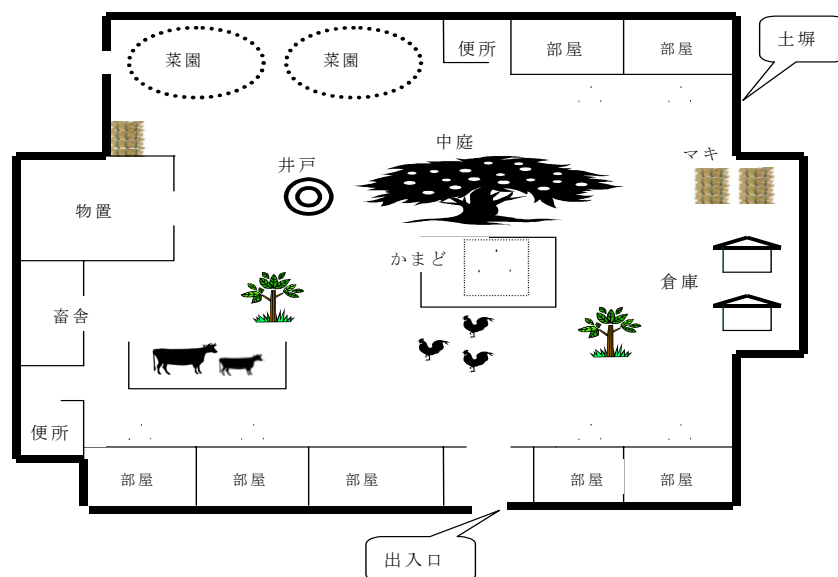 菜園
菜園
便所
部屋
部屋
土塀
中庭
マキ
井戸
物置
かまど
倉庫
畜舎
便所
部屋
部屋
部屋
部屋
部屋
出入口